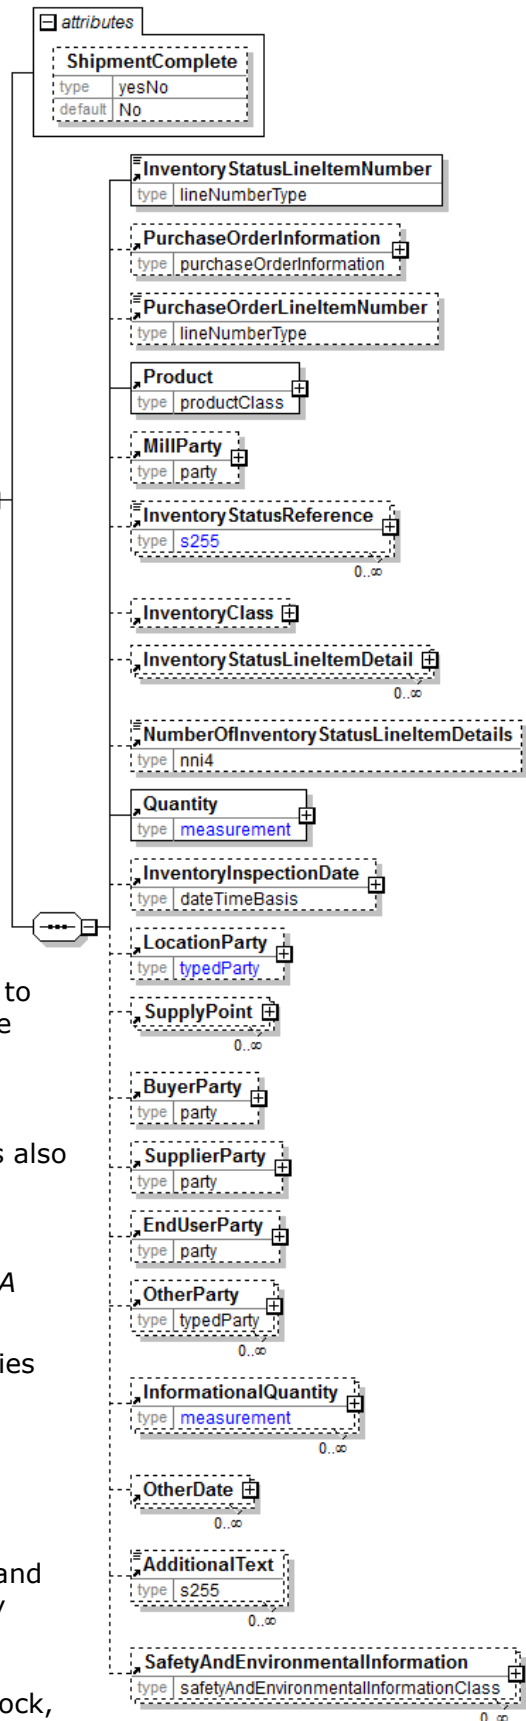 attributes
ShipmentComplete
type yesNo
default No
InventoryStatusLineItemNumber
type lineNumberType
PurchaseOrderInformation
type purchaseOrderInformation
PurchaseOrderLineItemNumber
type lineNumberType
Product
type productClass
MillParty
type party
InventoryStatusReference
type s255
0..∞
InventoryClass
InventoryStatusLineItemDetail
0..∞
NumberOfInventoryStatusLineItemDetails
type nni4
Quantity
type measurement
InventoryInspectionDate
type dateTimeBasis
LocationParty
type typedParty
to
SupplyPoint
e
0..∞
BuyerParty
type party
s also
SupplierParty
type party
EndUserParty
type party
A
OtherParty
type typedParty
0..∞
ies
InformationalQuantity
type measurement
0..∞
OtherDate
0..∞
and
AdditionalText
type s255
0..∞
SafetyAndEnvironmentalInformation
type safetyAndEnvironmentalInformationClass
ock,
0..∞